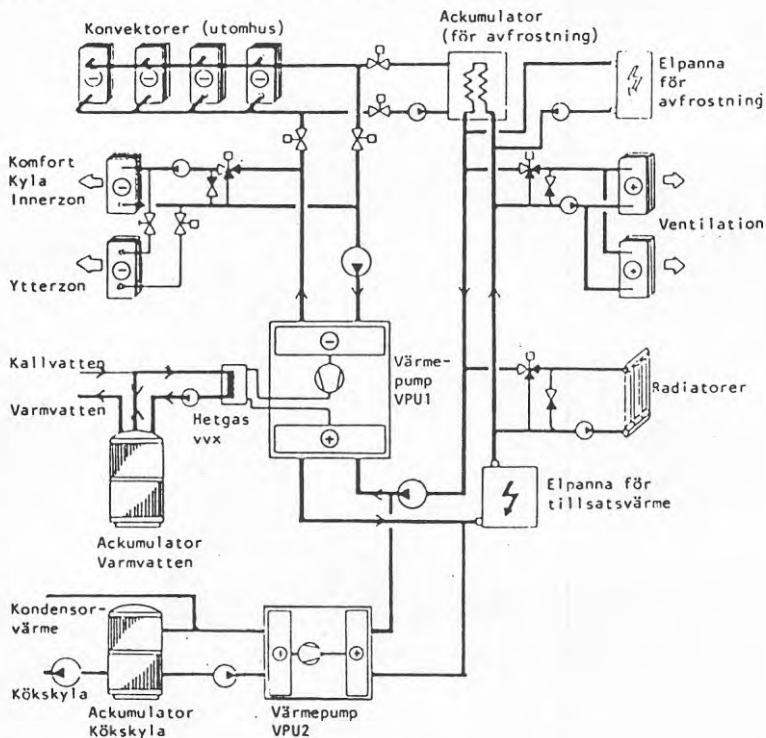 Konvektorer (utomhus)
Ackumulator
(för avfrostning)
Elpanna
för
avfrostning
Komfort
Kyla
Innerzon
Ytterzon
Ventilation
Kallvatten
Varmvatten
Hetgas
vvx
Värme-
pump
VPU1
Radiatorer
Elpanna för
tillsatsvärme
Ackumulator
Varmvatten
Kondensor-
värme
Kökskyla
Ackumulator
Kökskyla
Värmepump
VPU2